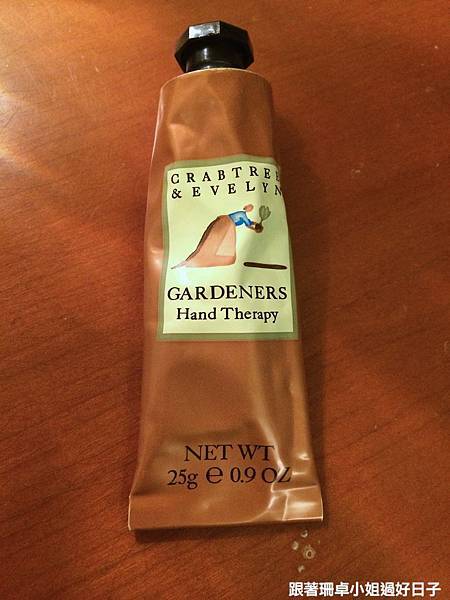 CRABTREE
& EVELYN
GARDENERS
Hand Therapy
NET WT
25g ℮ 0.9 OZ
跟著珊卓小姐過好日子